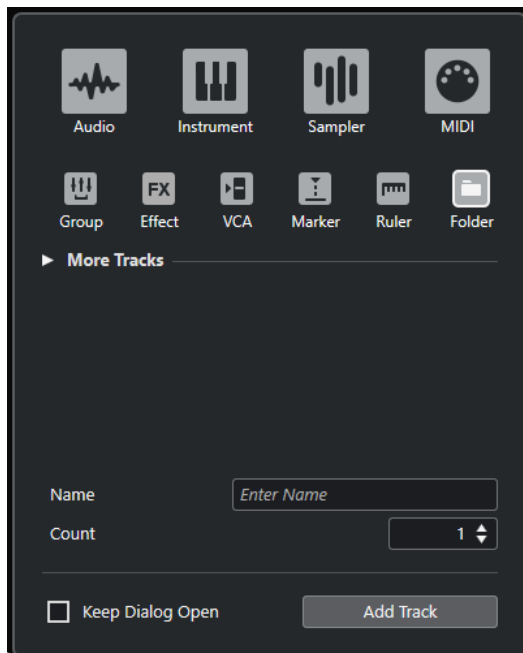 Audio Instrument Sampler MIDI
FX
Group Effect VCA Marker Ruler Folder
More Tracks
Name Enter Name
Count 1
Keep Dialog Open Add Track